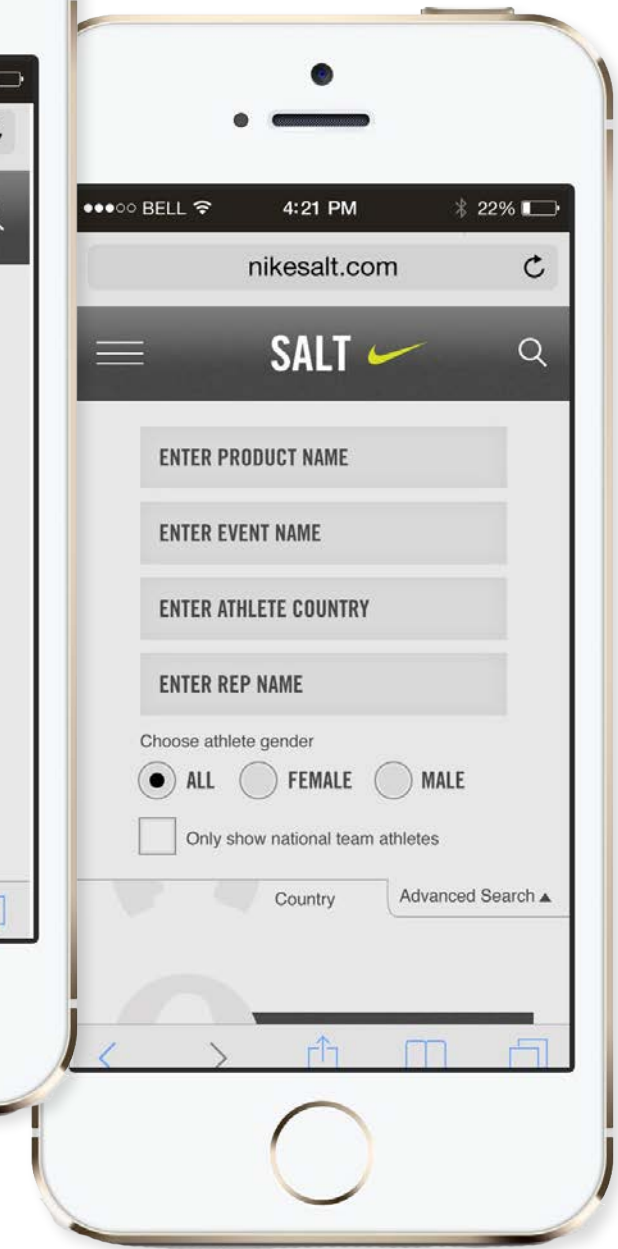 BELL 4:21 PM 22%
nikesalt.com
SALT
ENTER PRODUCT NAME
ENTER EVENT NAME
ENTER ATHLETE COUNTRY
ENTER REP NAME
Choose athlete gender
ALL FEMALE MALE
Only show national team athletes
Country Advanced Search ▲